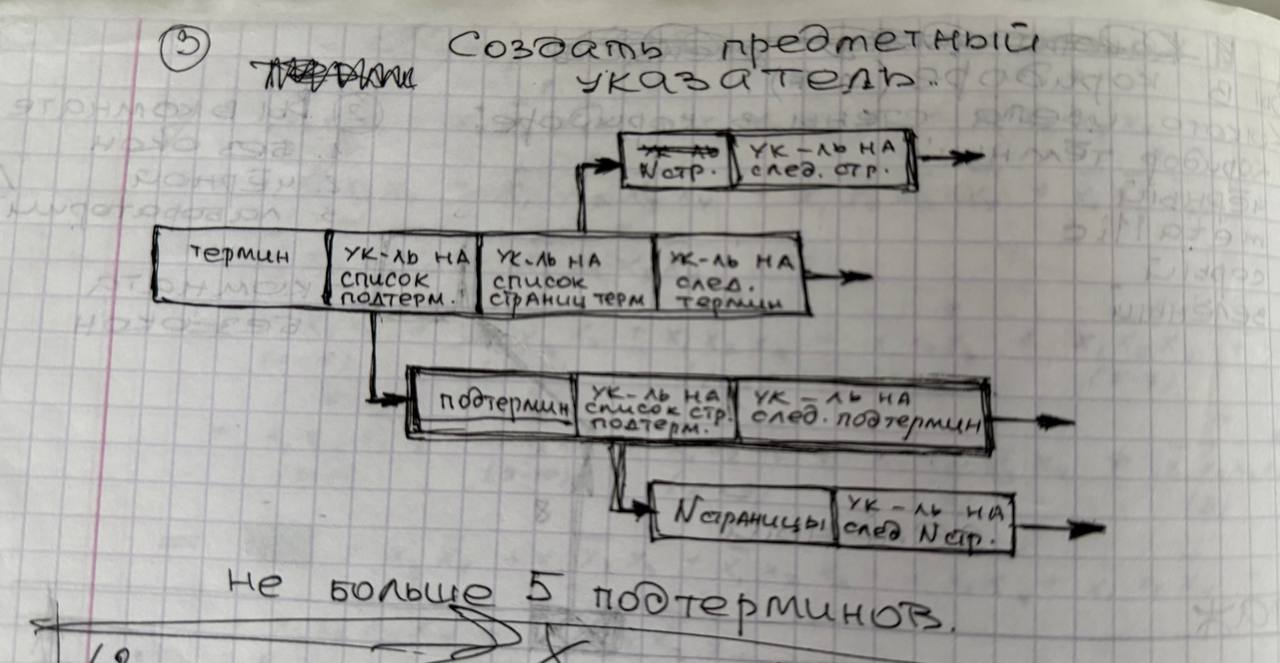 3 Создать предметный
указатель.
Nстр.
ук-ль на
след. стр.
термин
ук-ль на
список
подтерм.
ук-ль на
список
страниц терм
ук-ль на
след.
термин
подтермин
ук-ль на
список стр.
подтерм.
ук-ль на
след. подтермин
Nстраницы
ук-ль на
след Nстр.
не больше 5 подтерминов.